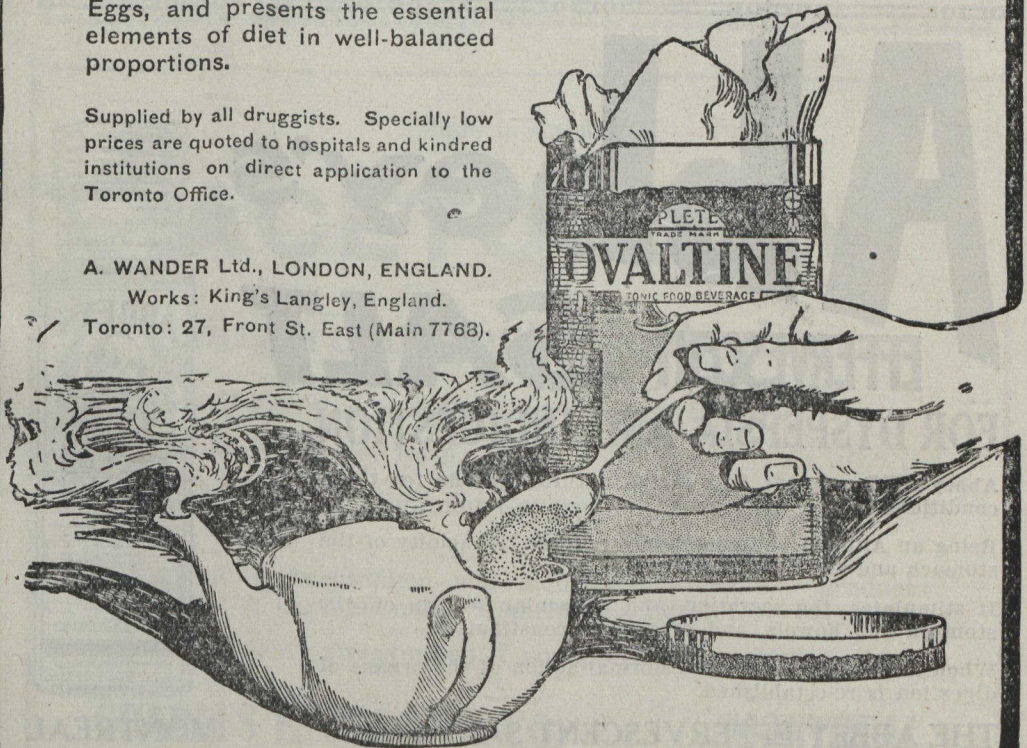 Eggs, and presents the essential
elements of diet in well-balanced
proportions.
Supplied by all druggists. Specially low
prices are quoted to hospitals and kindred
institutions on direct application to the
Toronto Office.
A. WANDER Ltd., LONDON, ENGLAND.
Works: King's Langley, England.
Toronto: 27, Front St. East (Main 7768).
PLETE
TRADE MARK
OVALTINE
TONIC FOOD BEVERAGE